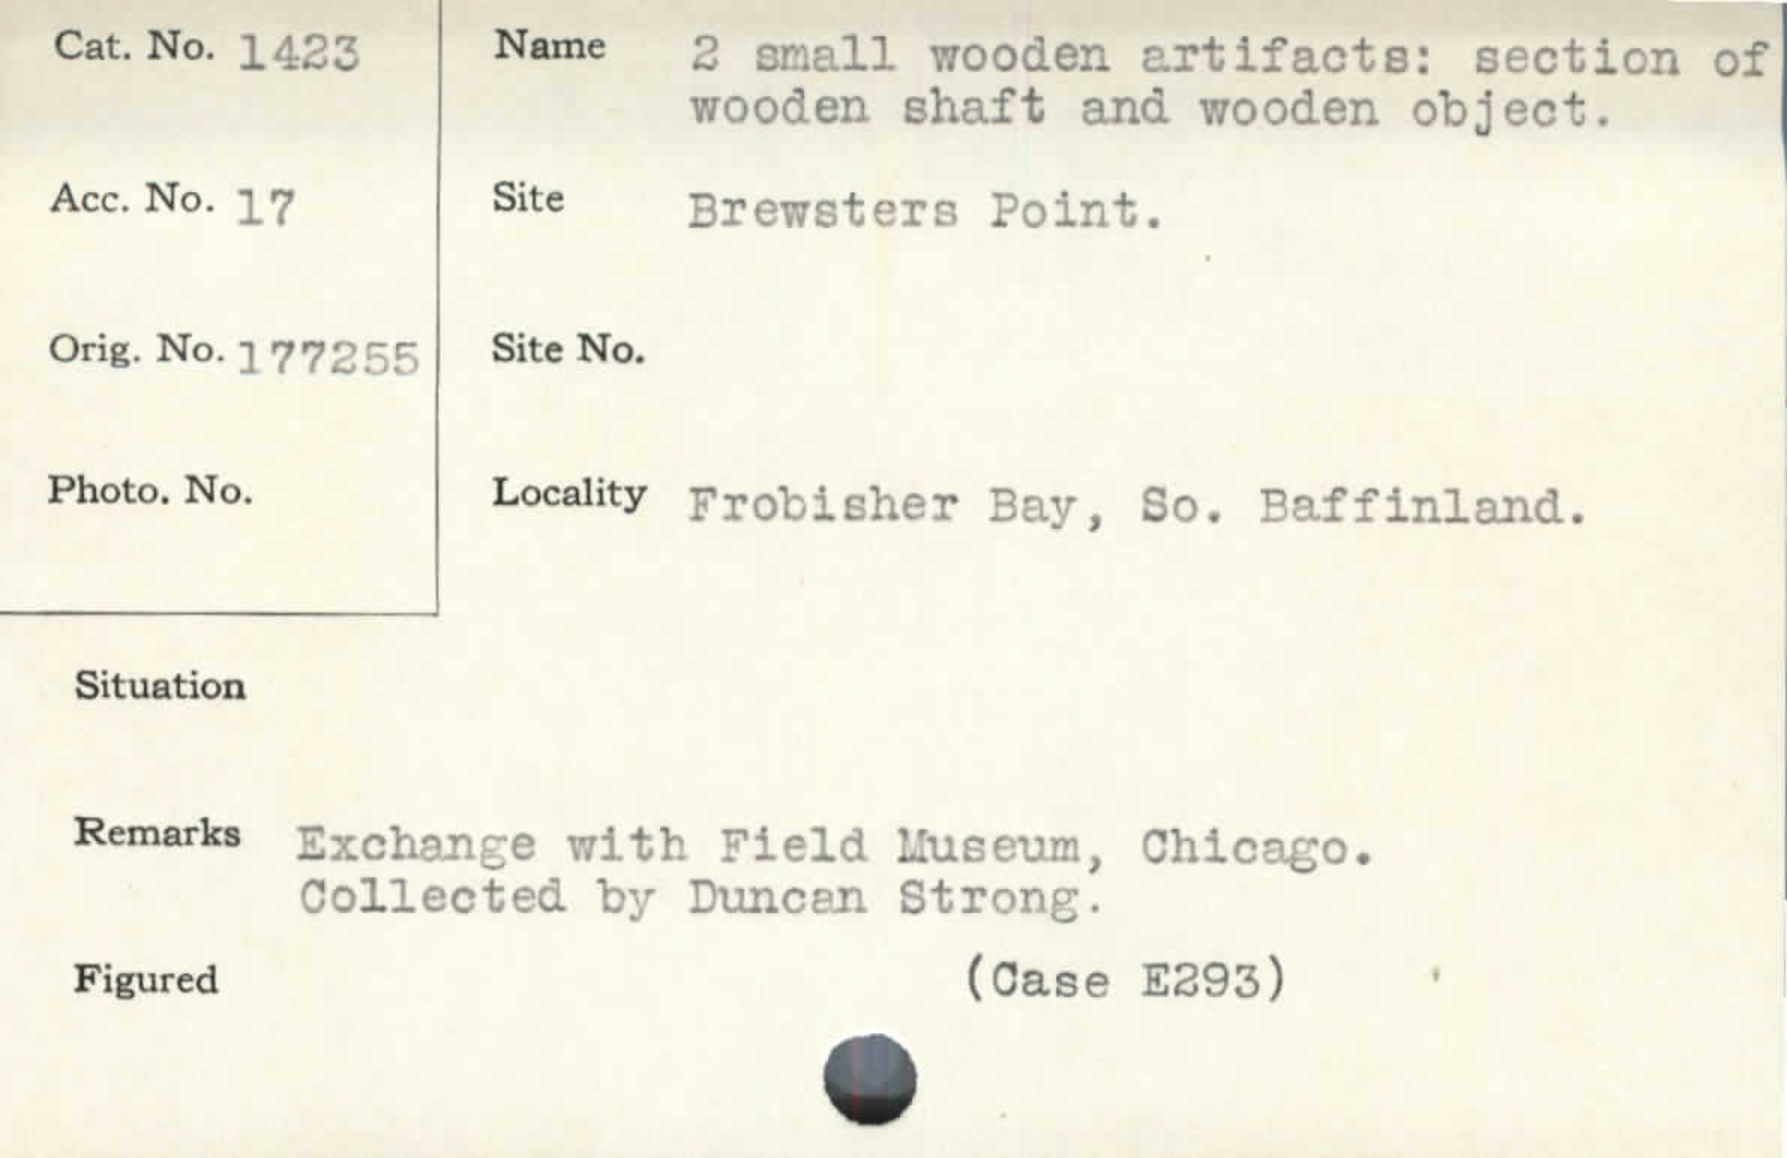 Cat. No. 1423
Name 2 small wooden artifacts: section of
wooden shaft and wooden object.
Acc. No. 17
Site Brewsters Point.
Orig. No. 177255
Site No.
Photo. No.
Locality Frobisher Bay, So. Baffinland.
Situation
Remarks Exchange with Field Museum, Chicago.
Collected by Duncan Strong.
Figured (Case E293)